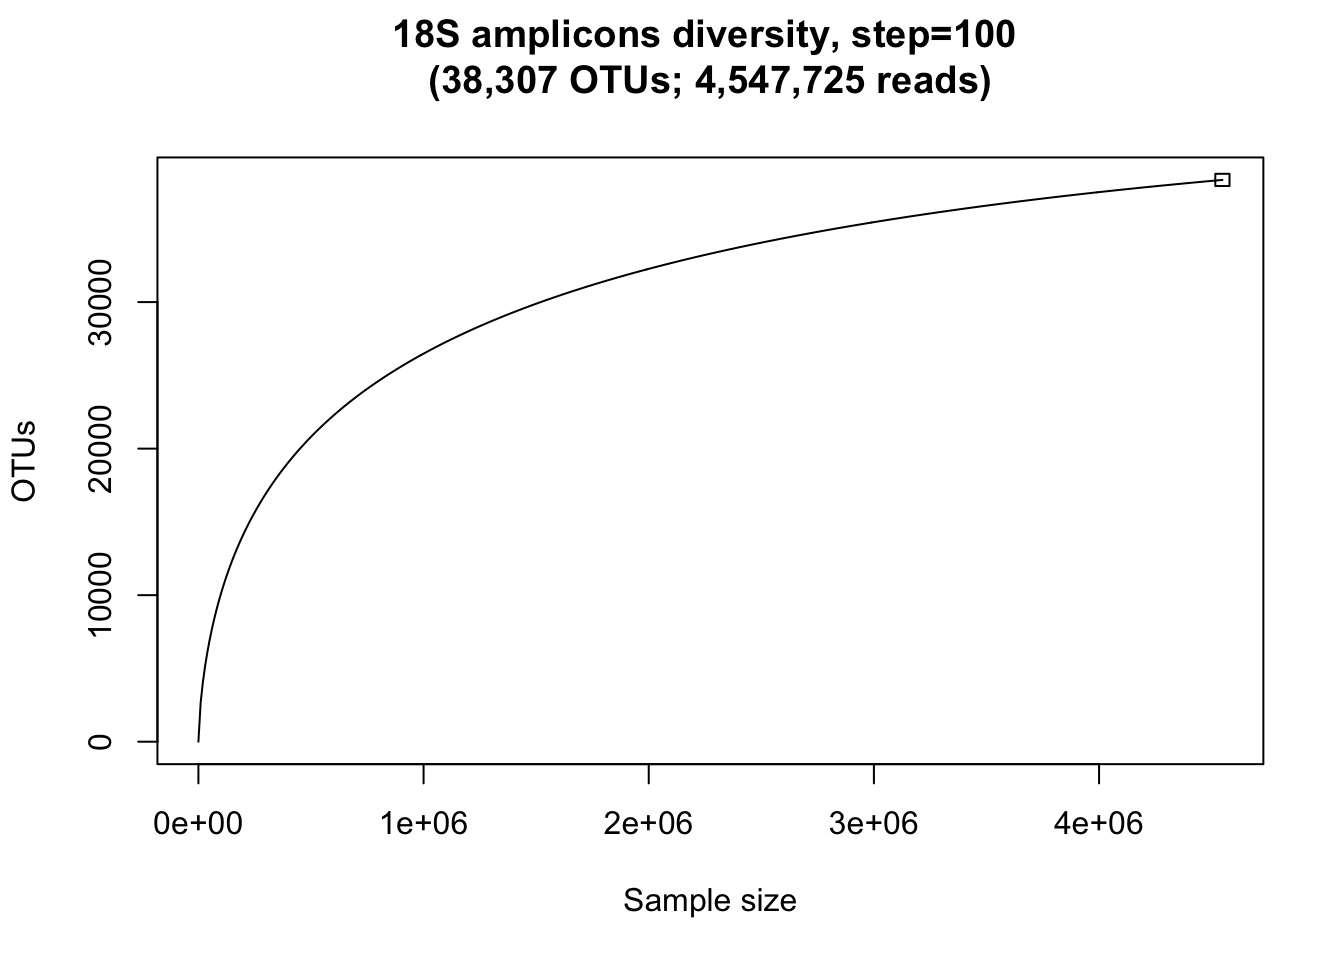 18S amplicons diversity, step=100
(38,307 OTUs; 4,547,725 reads)
OTUs
30000
20000
10000
0
0e+00 1e+06 2e+06 3e+06 4e+06
Sample size